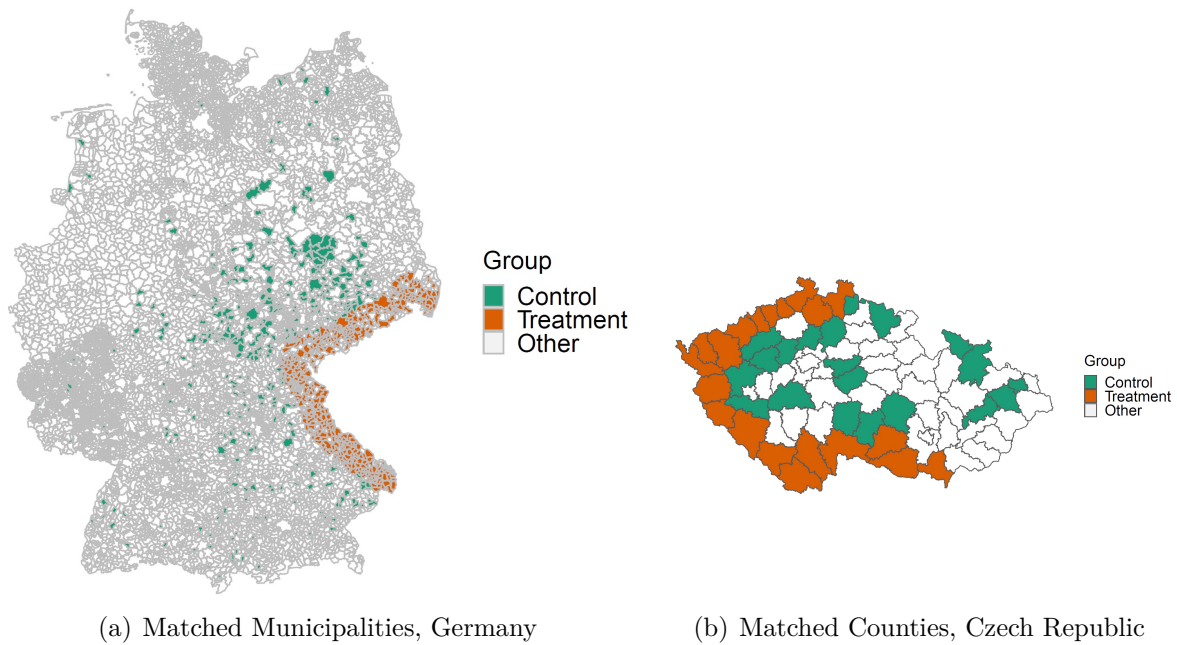 Group
Control
Treatment
Other
Group
Control
Treatment
Other
(a) Matched Municipalities, Germany
(b) Matched Counties, Czech Republic